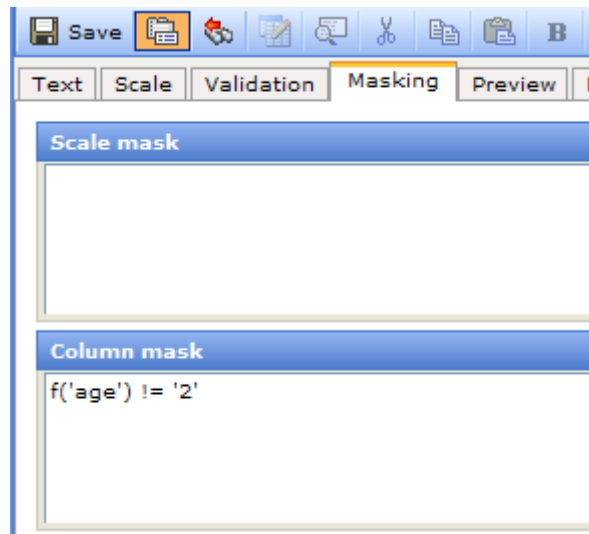 Save B
Text Scale Validation Masking Preview
Scale mask
Column mask
f('age') != '2'